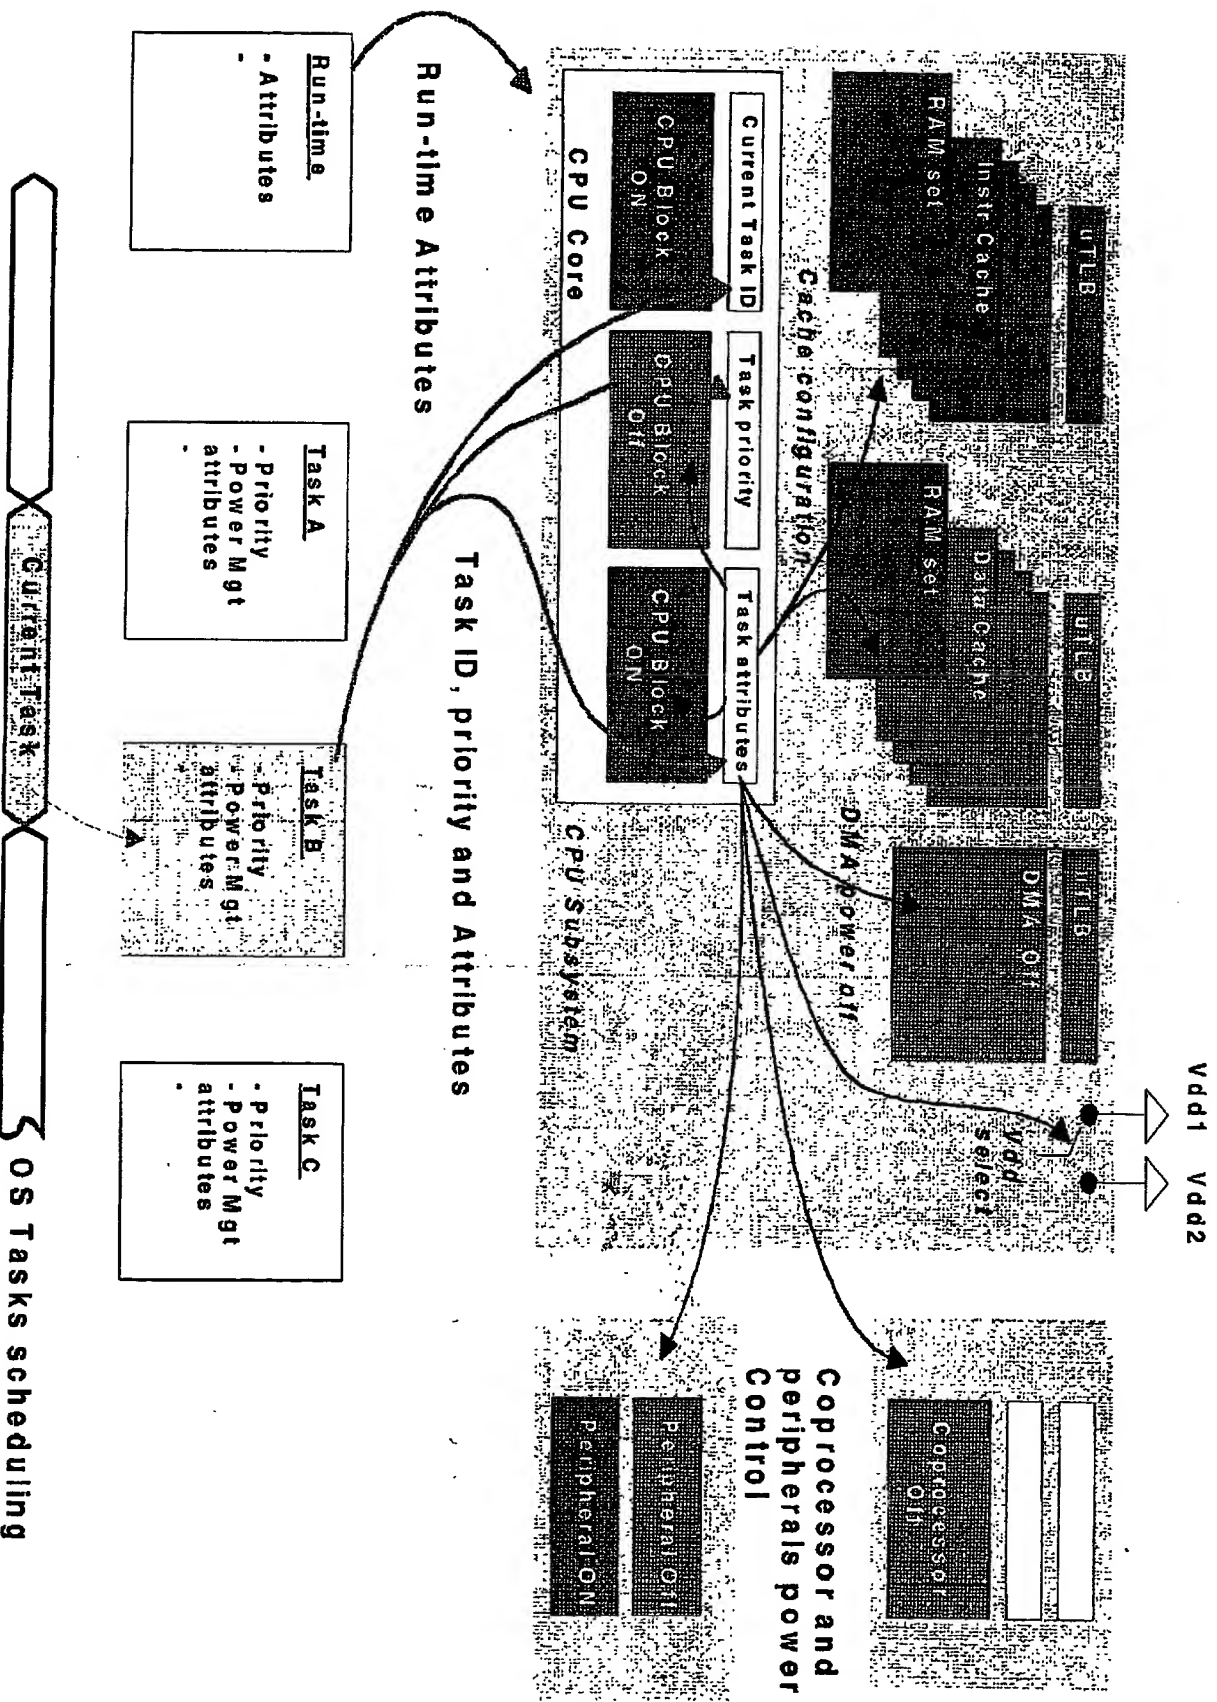 Vdd1
Vdd2
uTLB
Instr Cache
RAM set
uTLB
Data Cache
RAM set
uTLB
DMA Off
Vdd
select
Cache configuration
DMA power off
Current Task ID
Task priority
Task attributes
CPU Block
ON
CPU Block
Off
CPU Block
ON
CPU Core
CPU Subsystem
Coprocessor
Off
Coprocessor and
peripherals power
Control
Peripheral Off
Peripheral ON
Run-time Attributes
Task ID, priority and Attributes
Run-time
- Attributes
-
Task A
- Priority
- Power Mgt
attributes
-
Task B
- Priority
- Power Mgt
attributes
-
Task C
- Priority
- Power Mgt
attributes
-
Current Task
OS Tasks scheduling